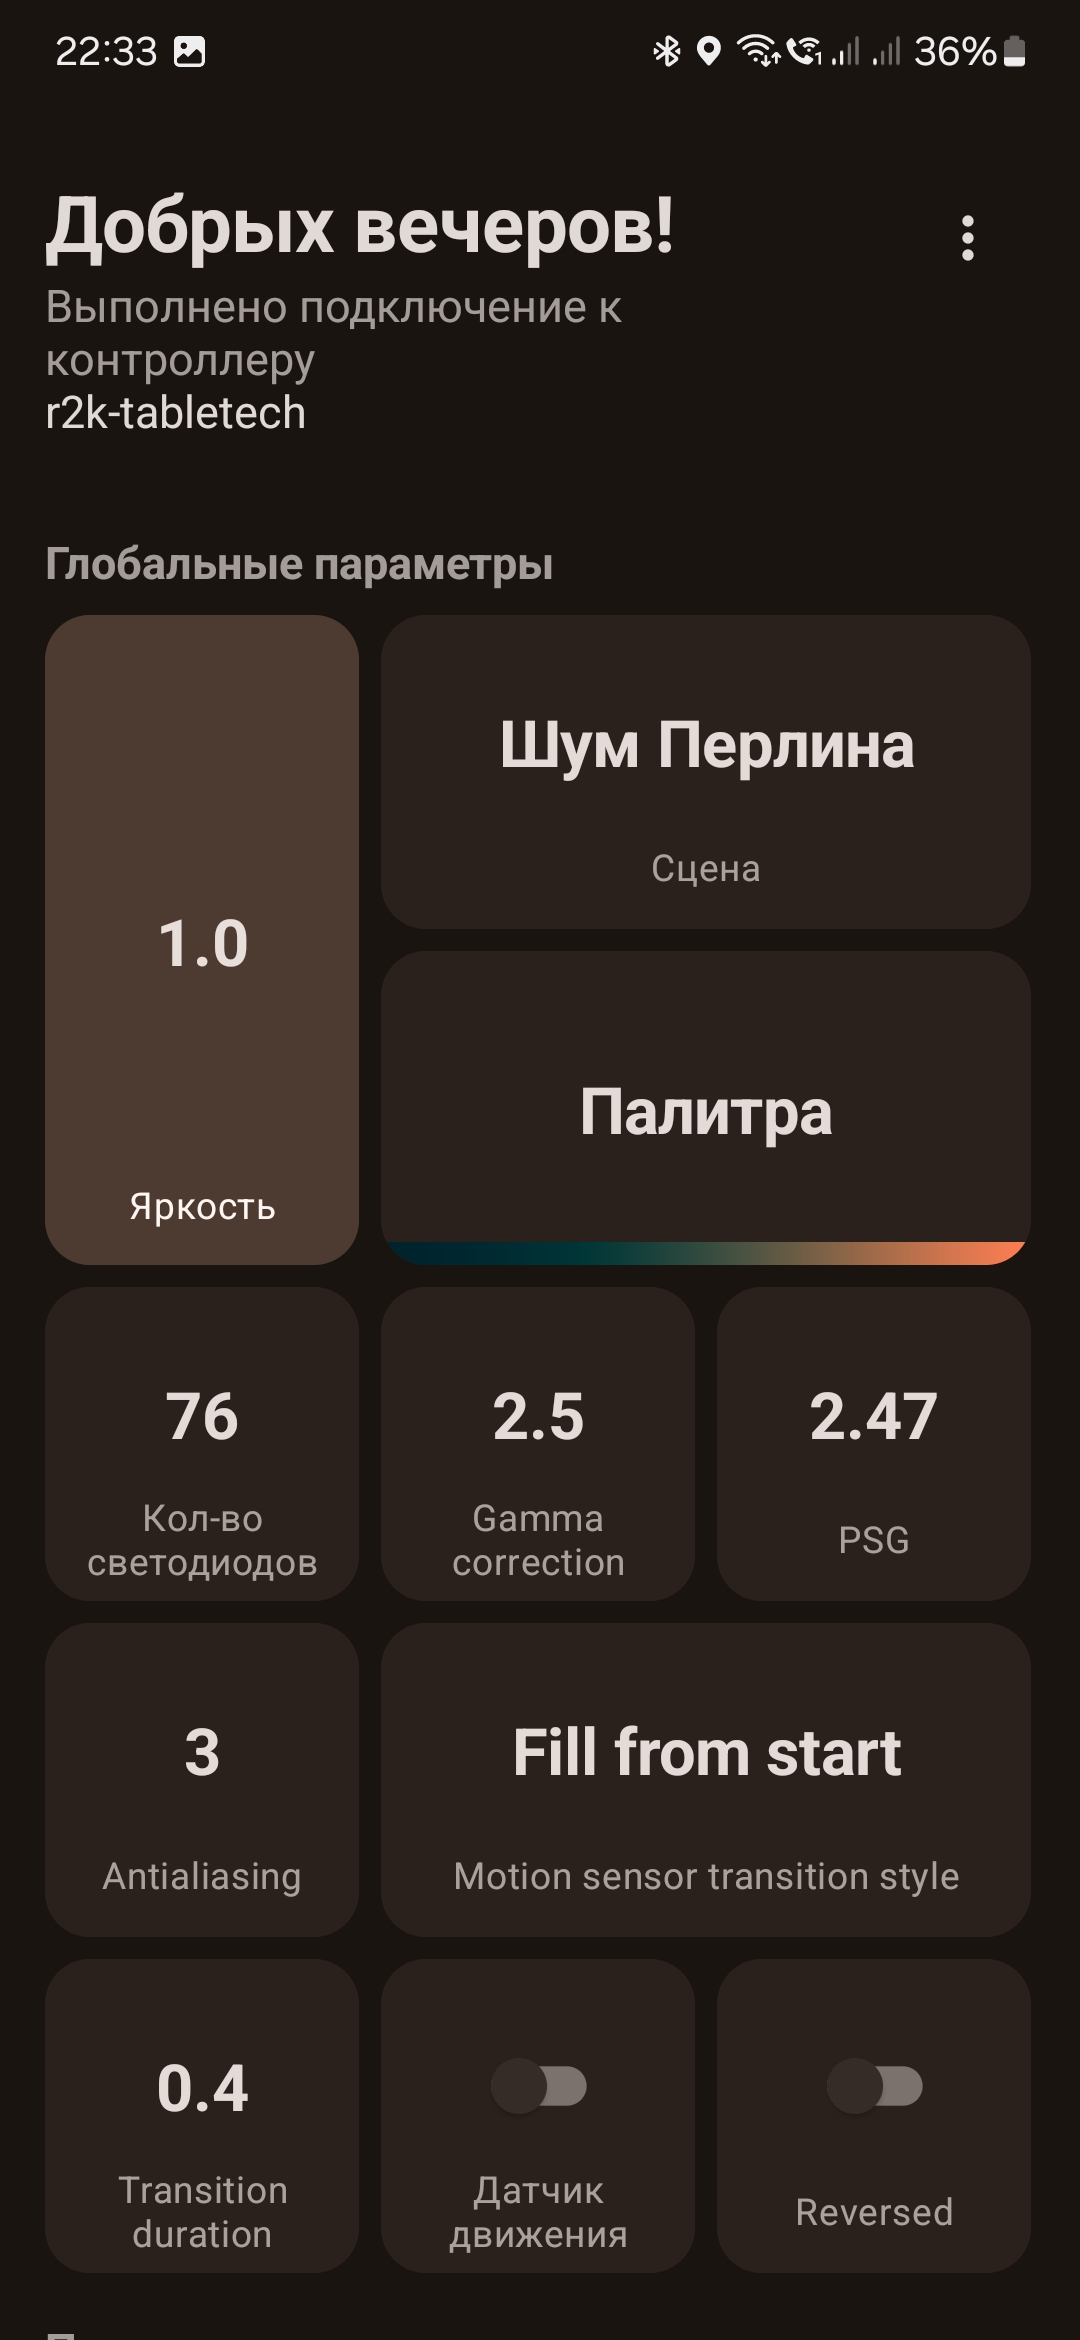 22:33
36%
Добрых вечеров!
Выполнено подключение к
контроллеру
r2k-tabletech
Глобальные параметры
1.0
Яркость
Шум Перлина
Сцена
Палитра
76
Кол-во
светодиодов
2.5
Gamma
correction
2.47
PSG
3
Antialiasing
Fill from start
Motion sensor transition style
0.4
Transition
duration
Датчик
движения
Reversed